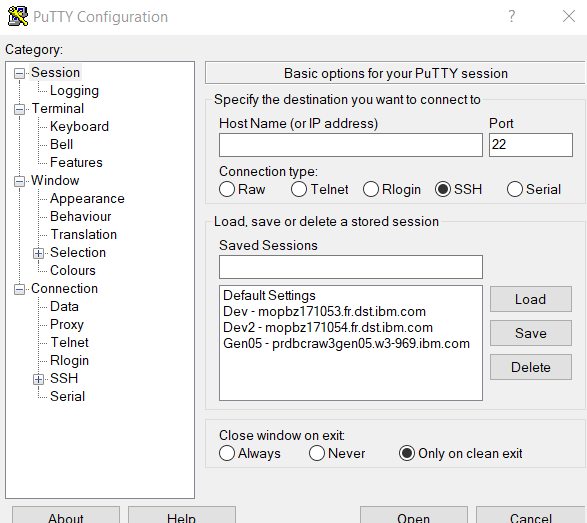 PuTTY Configuration
?
Category:
Session
Logging
Terminal
Keyboard
Bell
Features
Window
Appearance
Behaviour
Translation
Selection
Colours
Connection
Data
Proxy
Telnet
Rlogin
SSH
Serial
Basic options for your PuTTY session
Specify the destination you want to connect to
Host Name (or IP address) Port
22
Connection type:
Raw Telnet Rlogin SSH Serial
Load, save or delete a stored session
Saved Sessions
Default Settings
Dev - mopbz171053.fr.dst.ibm.com
Dev2 - mopbz171054.fr.dst.ibm.com
Gen05 - prdbcraw3gen05.w3-969.ibm.com
Load
Save
Delete
Close window on exit:
Always Never Only on clean exit
About Help Open Cancel